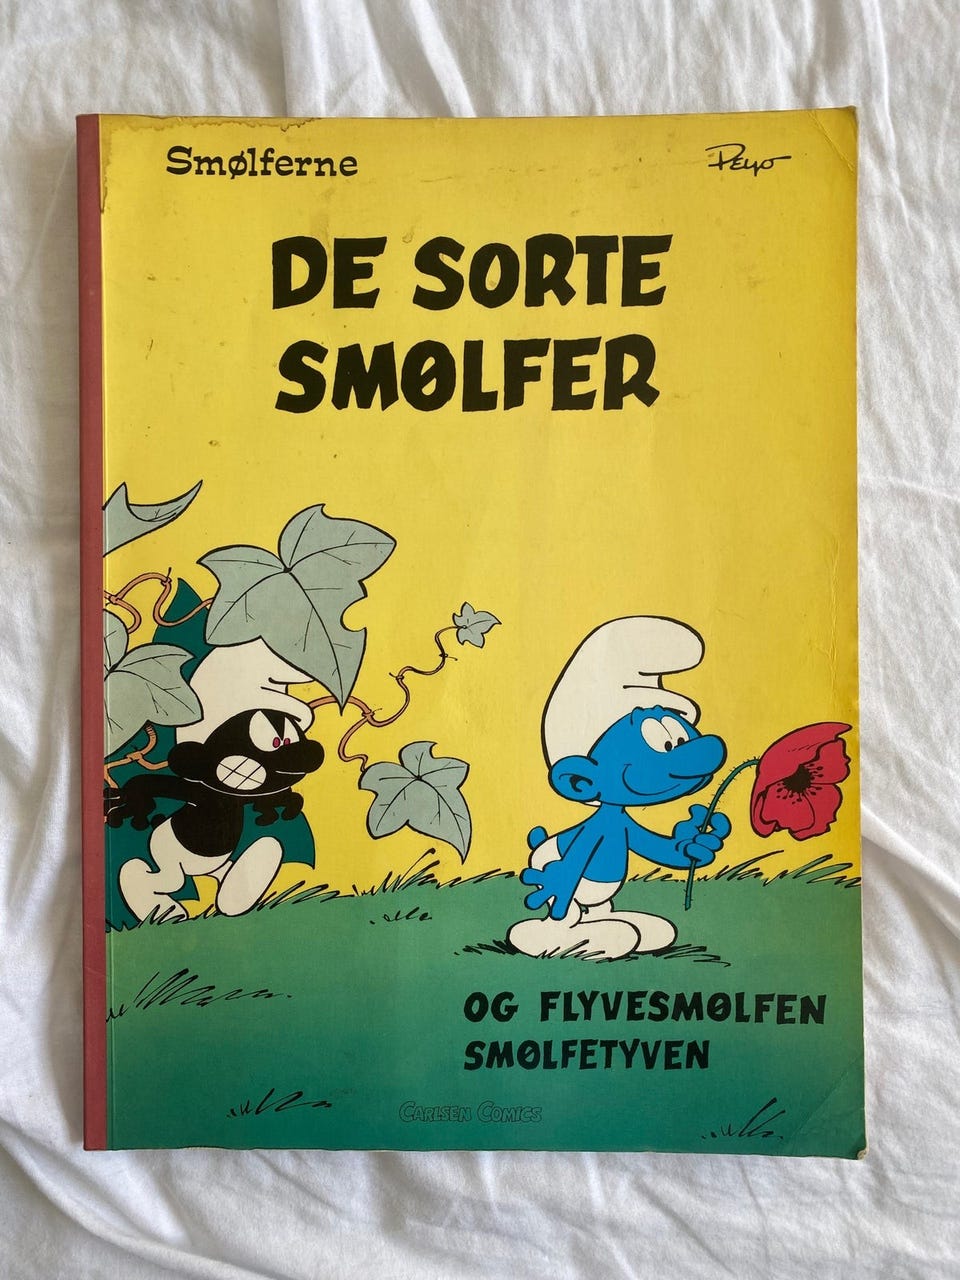 Smølferne
Peyo
DE SORTE
SMØLFER
OG FLYVESMØLFEN
SMØLFETYVEN
CARLSEN COMICS